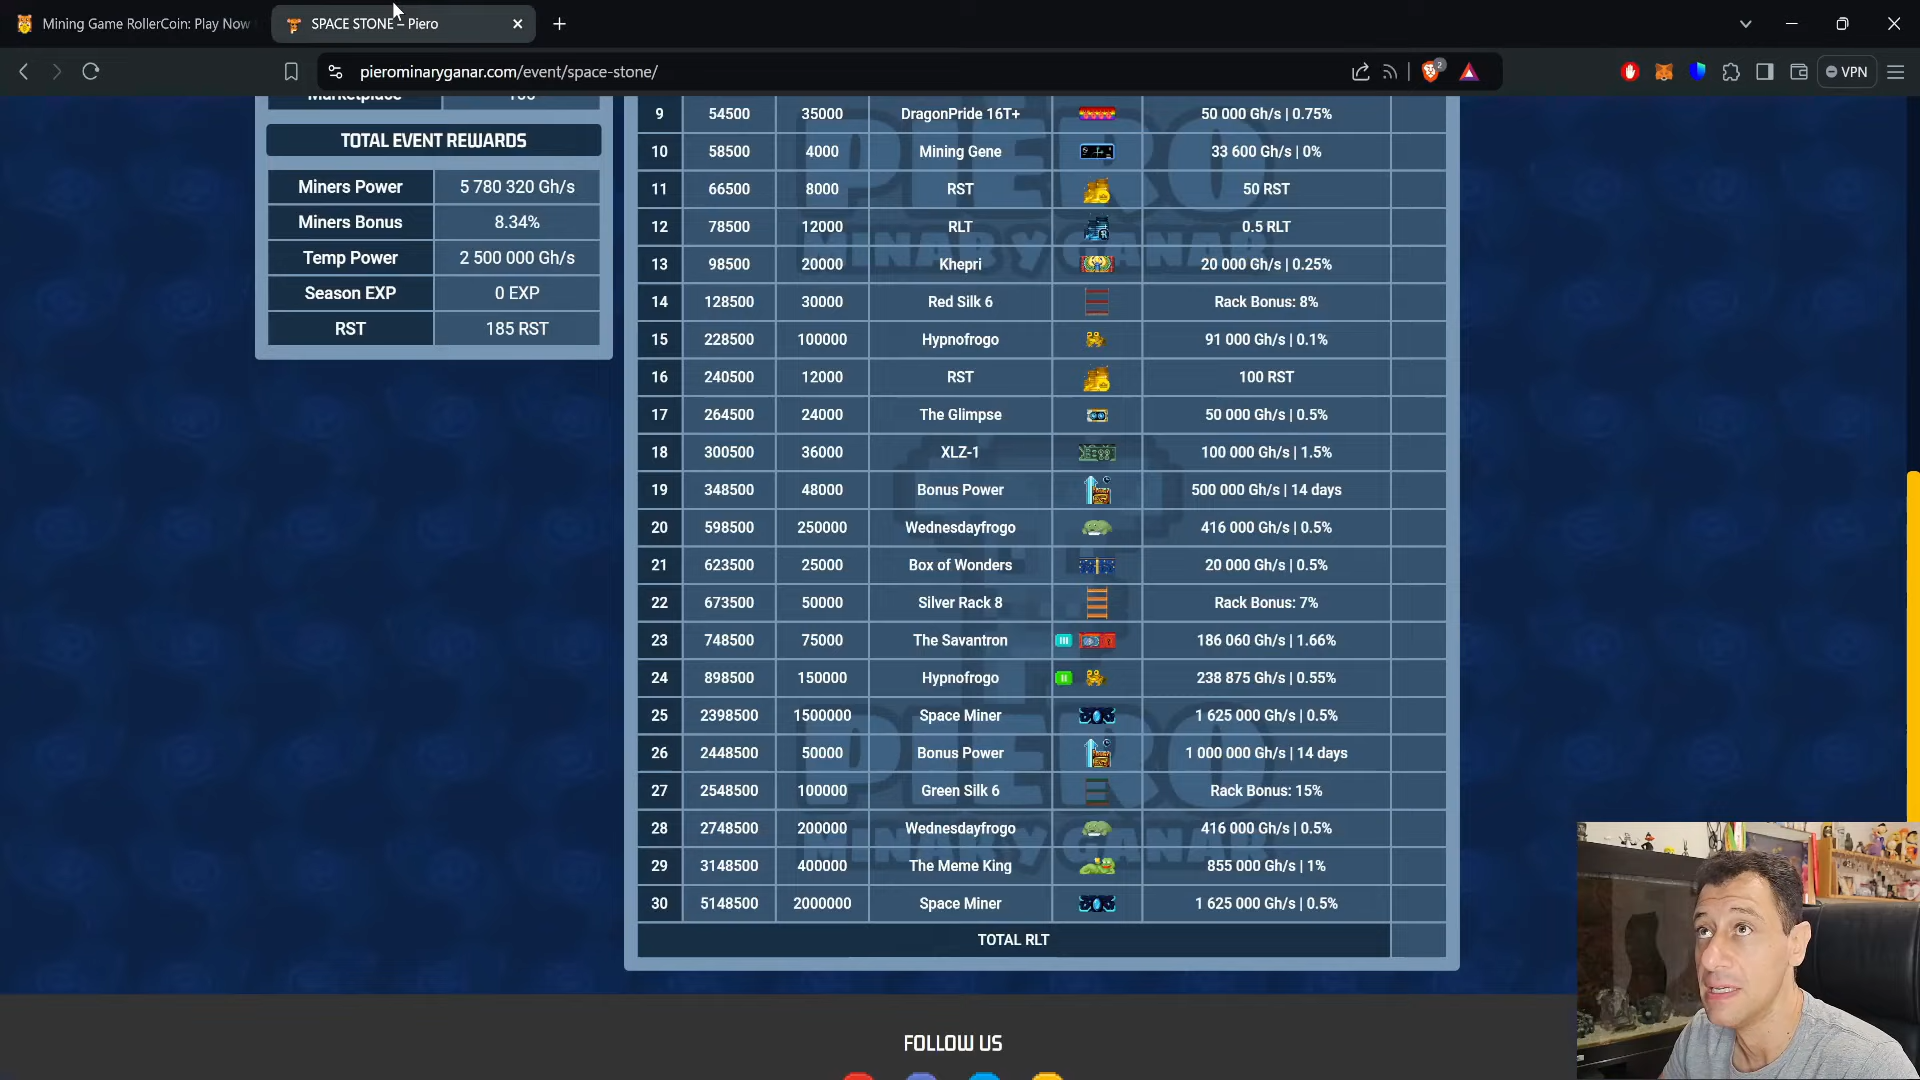 Mining Game RollerCoin: Play Now
SPACE STONE – Piero
pierominaryganar.com/event/space-stone/
2
VPN
Marketplace
TOTAL EVENT REWARDS
Miners Power 5 780 320 Gh/s
Miners Bonus 8.34%
Temp Power 2 500 000 Gh/s
Season EXP 0 EXP
RST 185 RST
9 54500 35000 DragonPride 16T+ 50 000 Gh/s | 0.75%
10 58500 4000 Mining Gene 33 600 Gh/s | 0%
11 66500 8000 RST 50 RST
12 78500 12000 RLT 0.5 RLT
13 98500 20000 Khepri 20 000 Gh/s | 0.25%
14 128500 30000 Red Silk 6 Rack Bonus: 8%
15 228500 100000 Hypnofrogo 91 000 Gh/s | 0.1%
16 240500 12000 RST 100 RST
17 264500 24000 The Glimpse 50 000 Gh/s | 0.5%
18 300500 36000 XLZ-1 100 000 Gh/s | 1.5%
19 348500 48000 Bonus Power 500 000 Gh/s | 14 days
20 598500 250000 Wednesdayfrogo 416 000 Gh/s | 0.5%
21 623500 25000 Box of Wonders 20 000 Gh/s | 0.5%
22 673500 50000 Silver Rack 8 Rack Bonus: 7%
23 748500 75000 The Savantron III 186 060 Gh/s | 1.66%
24 898500 150000 Hypnofrogo II 238 875 Gh/s | 0.55%
25 2398500 1500000 Space Miner 1 625 000 Gh/s | 0.5%
26 2448500 50000 Bonus Power 1 000 000 Gh/s | 14 days
27 2548500 100000 Green Silk 6 Rack Bonus: 15%
28 2748500 200000 Wednesdayfrogo 416 000 Gh/s | 0.5%
29 3148500 400000 The Meme King 855 000 Gh/s | 1%
30 5148500 2000000 Space Miner 1 625 000 Gh/s | 0.5%
TOTAL RLT
PIERO
MINAR Y GANAR
PIERO
MINAR Y GANAR
FOLLOW US